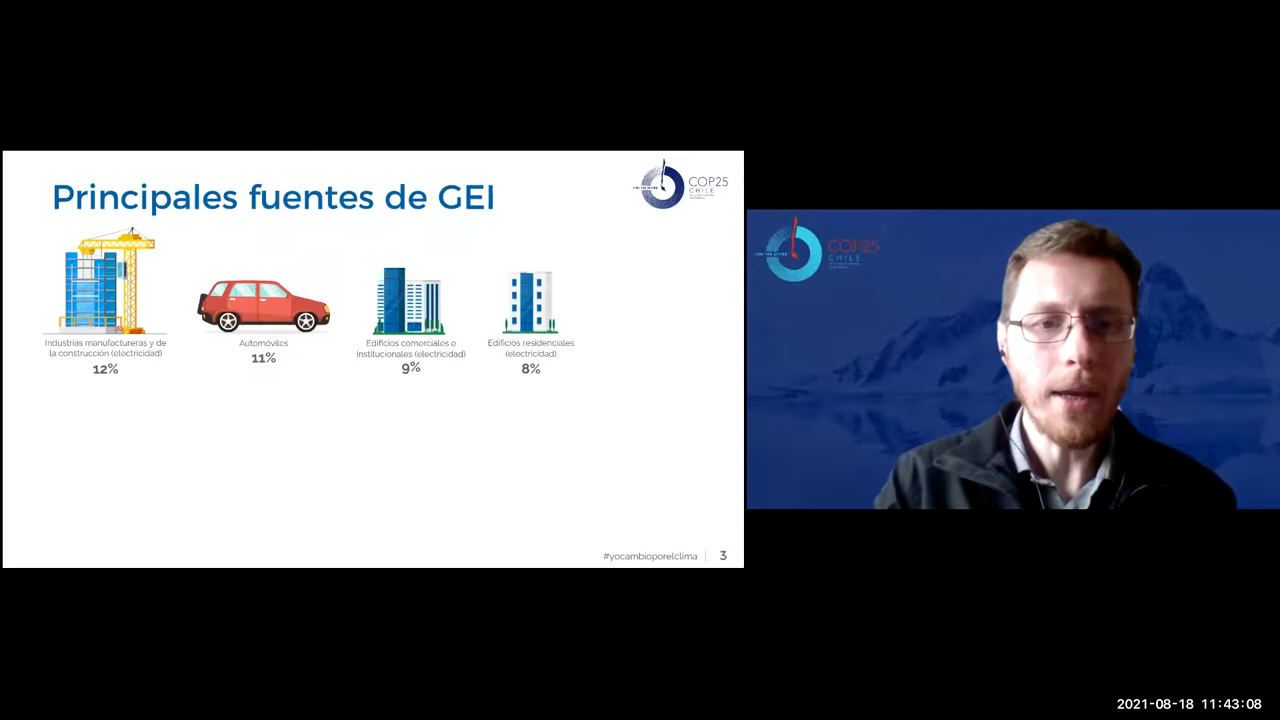 Principales fuentes de GEI
COP25
CHILE
Industrias manufactureras y de
la construcción (electricidad)
12%
Automóviles
11%
Edificios comerciales o
institucionales (electricidad)
9%
Edificios residenciales
(electricidad)
8%
#yocambioporelclima
3
COP25
CHILE
2021-08-18 11:43:08